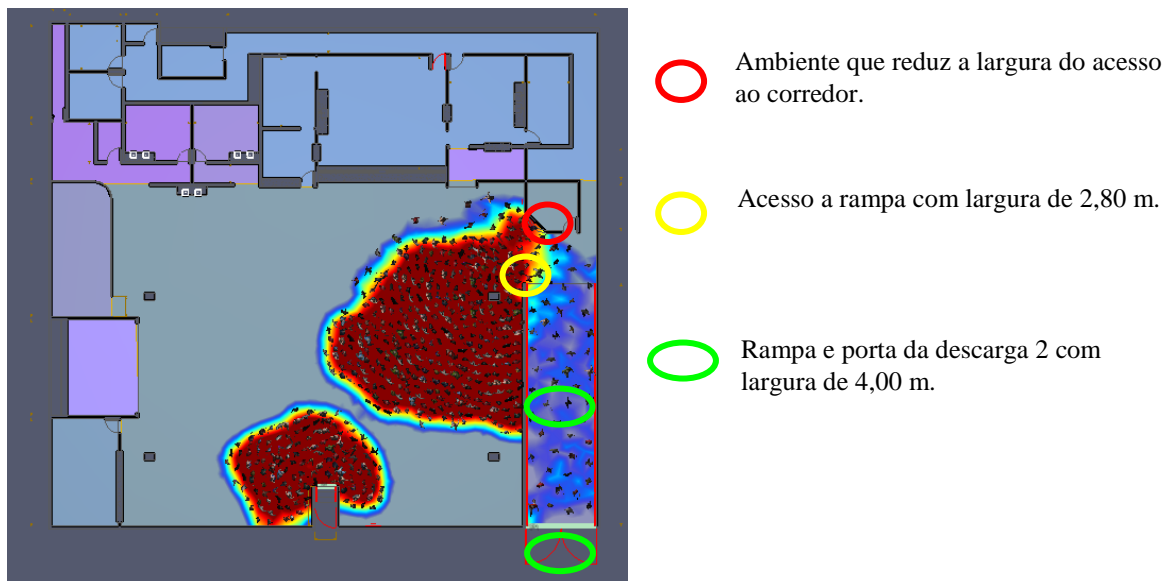 Ambiente que reduz a largura do acesso
ao corredor.
Acesso a rampa com largura de 2,80 m.
Rampa e porta da descarga 2 com
largura de 4,00 m.